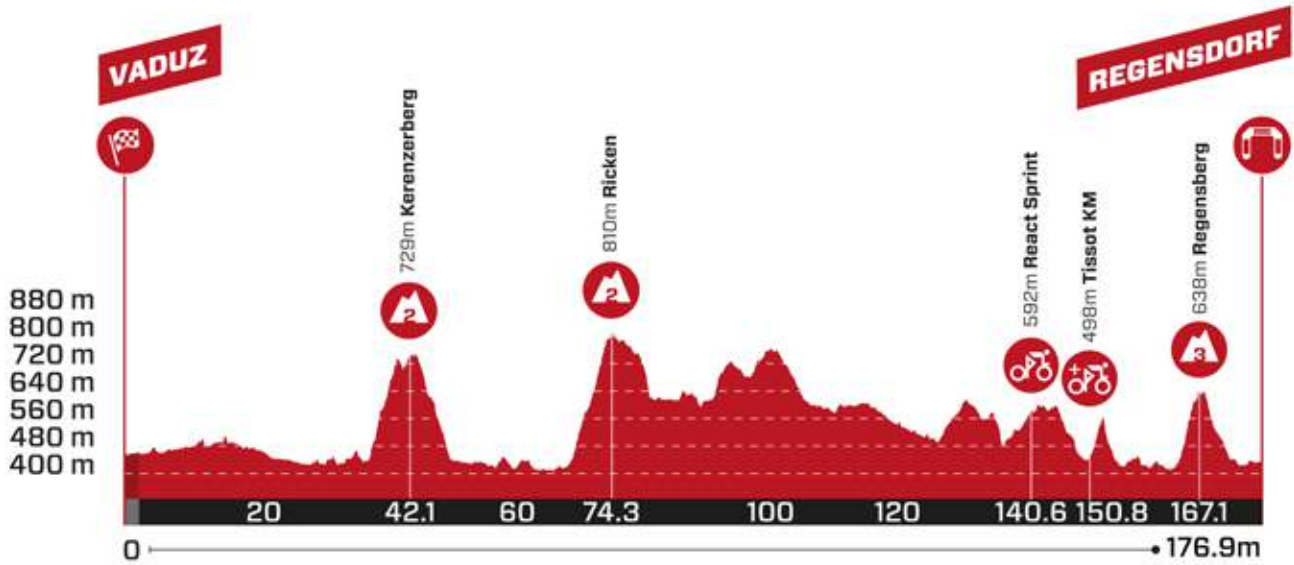 VADUZ
REGENSDORF
729m Kerenzerberg
810m Ricken
592m React Sprint
498m Tissot KM
638m Regensberg
2
2
3
880 m
800 m
720 m
640 m
560 m
480 m
400 m
20 42.1 60 74.3 100 120 140.6 150.8 167.1
0 176.9m